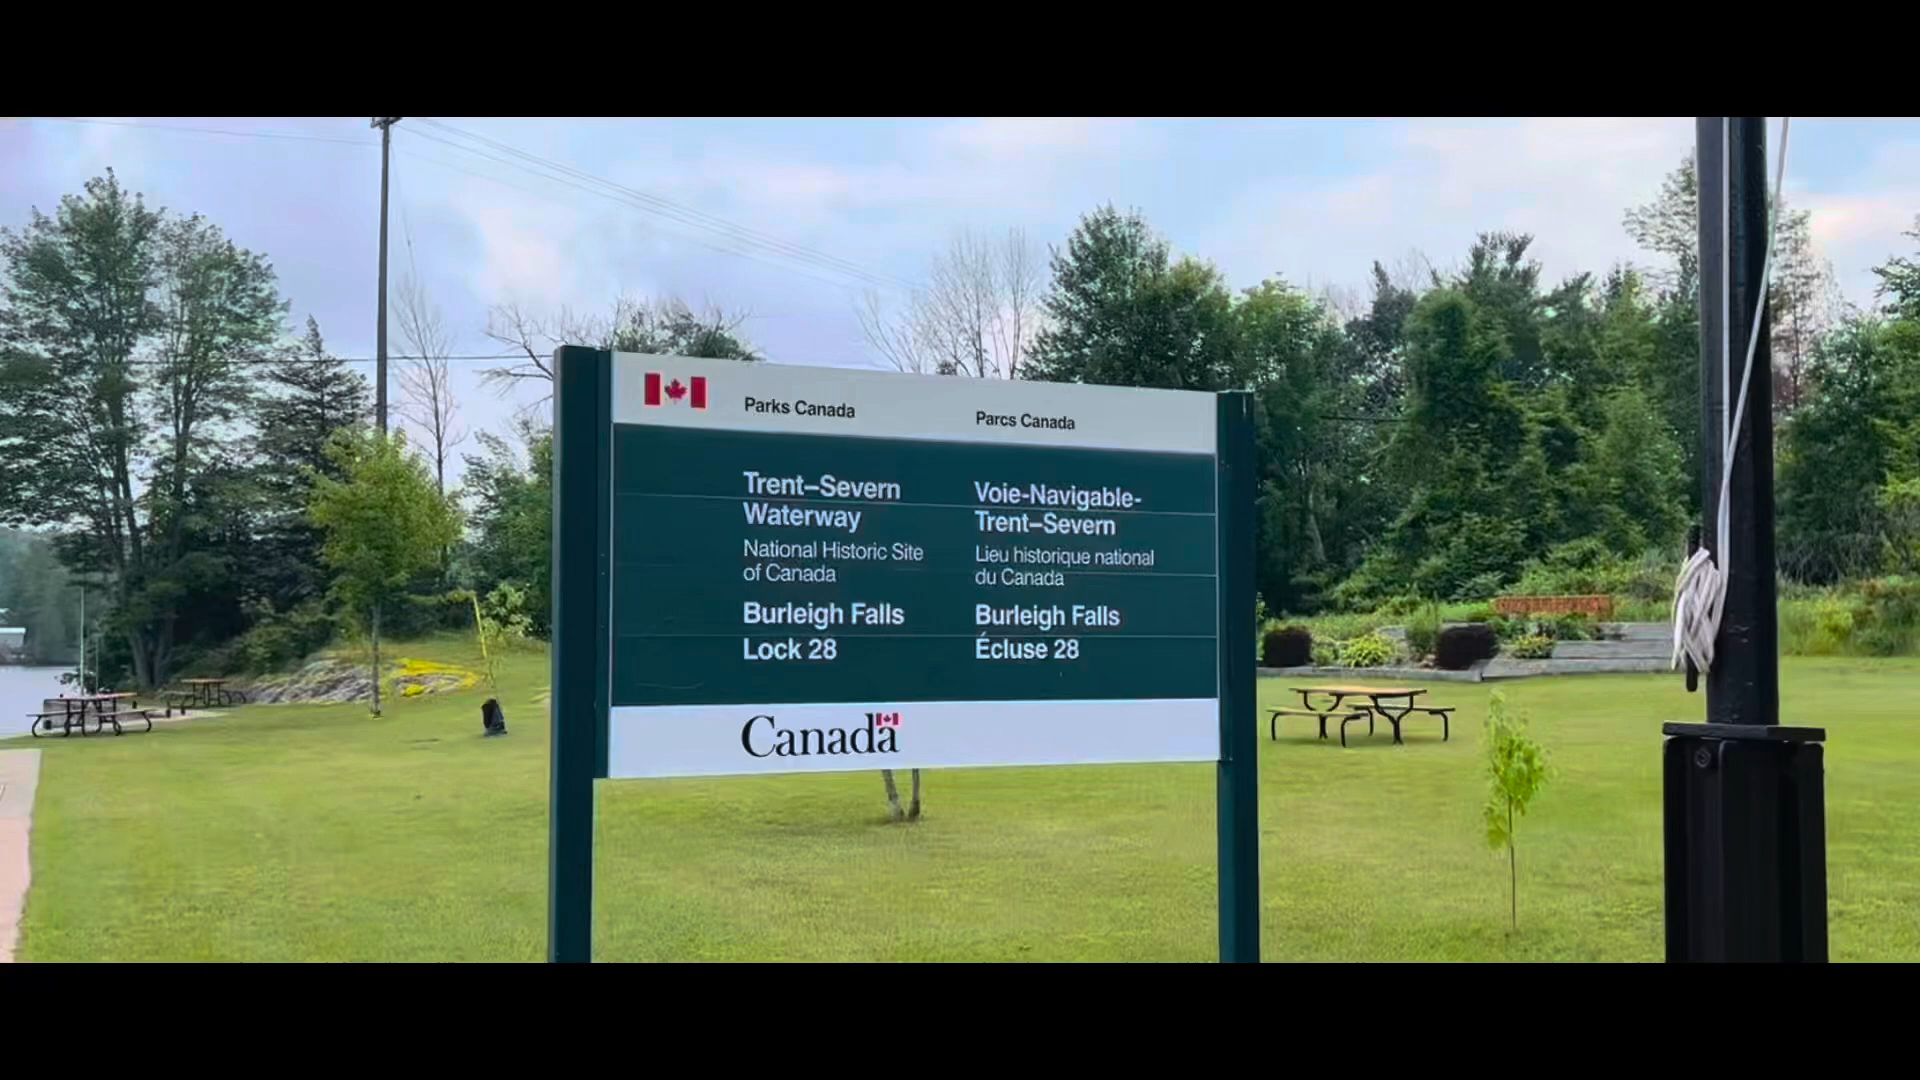 Parks Canada
Parcs Canada
Trent–Severn
Waterway
National Historic Site
of Canada
Burleigh Falls
Lock 28
Voie-Navigable-
Trent–Severn
Lieu historique national
du Canada
Burleigh Falls
Écluse 28
Canada